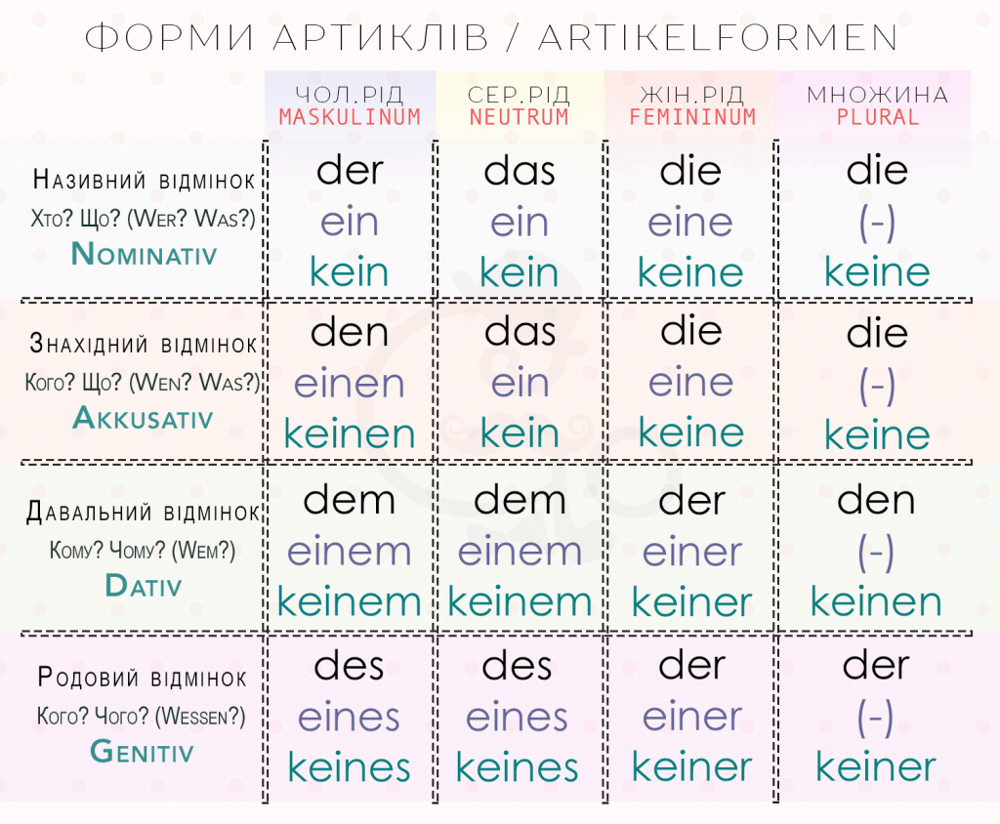 ФОРМИ АРТИКЛІВ / ARTIKELFORMEN
ЧОЛ.РІД СЕР.РІД ЖІН.РІД МНОЖИНА
MASKULINUM NEUTRUM FEMININUM PLURAL
der das die die
Називний відмінок
Хто? Що? (Wer? Was?) ein ein eine (-)
Nominativ kein kein keine keine
den das die die
Знахідний відмінок
Кого? Що? (Wen? Was?) einen ein eine (-)
Akkusativ keinen kein keine keine
dem dem der den
Давальний відмінок
Кому? Чому? (Wem?) einem einem einer (-)
Dativ keinem keinem keiner keinen
des des der der
Родовий відмінок
Кого? Чого? (Wessen?) eines eines einer (-)
Genitiv keines keines keiner keiner